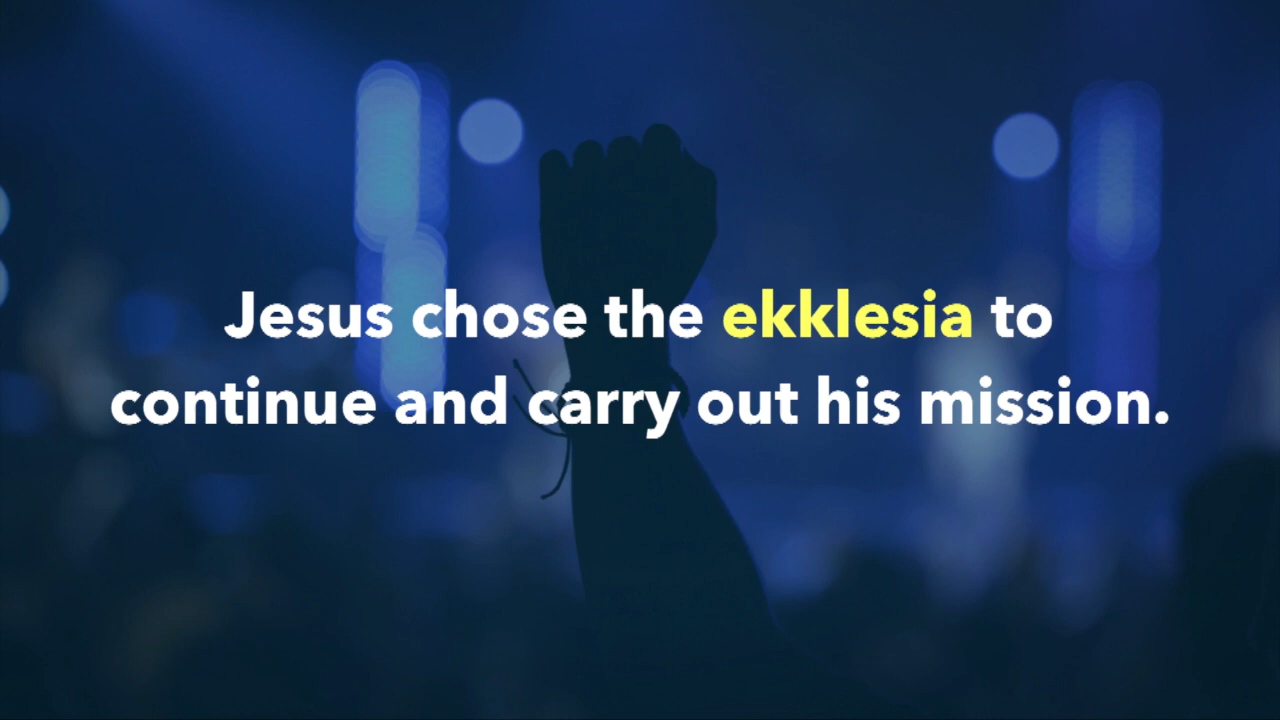 Jesus chose the ekklesia to
continue and carry out his mission.